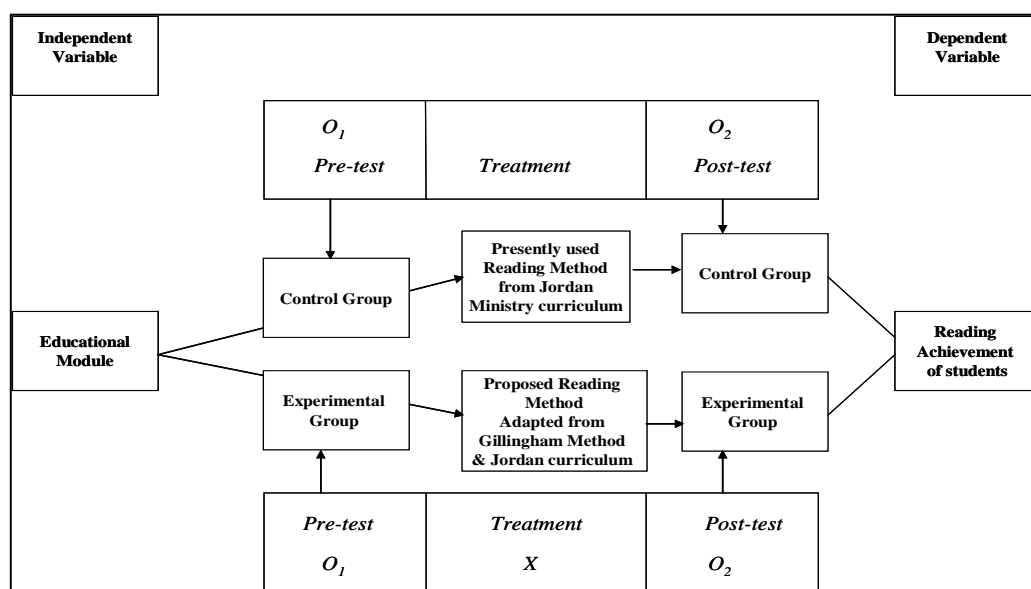 Independent
Variable
Dependent
Variable
O1
Pre-test
Treatment
O2
Post-test
Control Group
Presently used
Reading Method
from Jordan
Ministry curriculum
Control Group
Educational
Module
Reading
Achievement
of students
Experimental
Group
Proposed Reading
Method
Adapted from
Gillingham Method
& Jordan curriculum
Experimental
Group
Pre-test
O1
Treatment
X
Post-test
O2